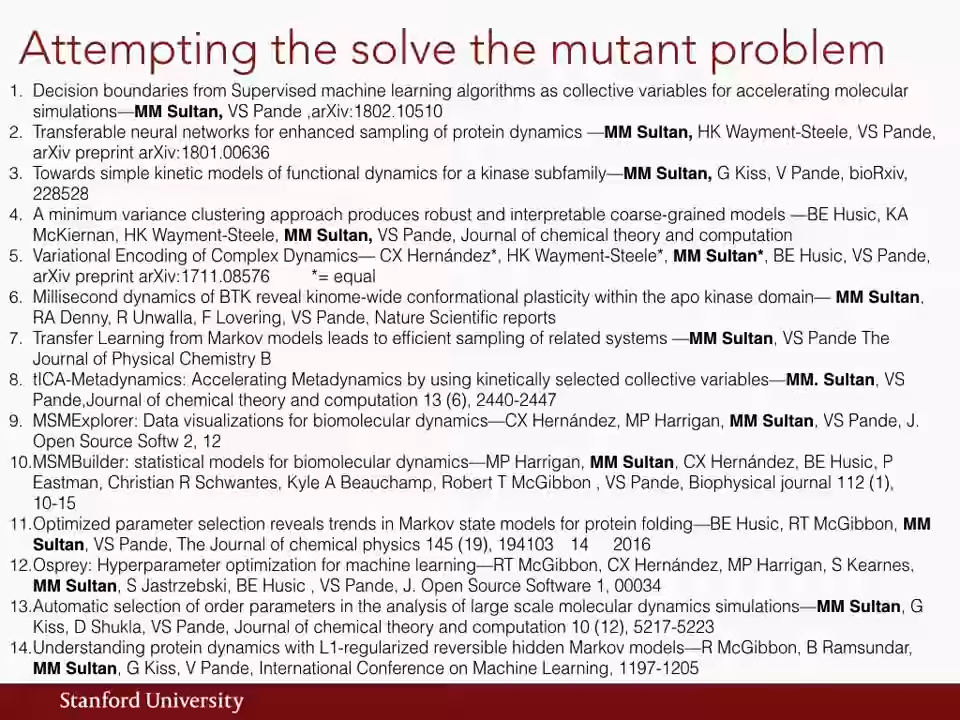 Attempting the solve the mutant problem
1. Decision boundaries from Supervised machine learning algorithms as collective variables for accelerating molecular
simulations—MM Sultan, VS Pande ,arXiv:1802.10510
2. Transferable neural networks for enhanced sampling of protein dynamics —MM Sultan, HK Wayment-Steele, VS Pande,
arXiv preprint arXiv:1801.00636
3. Towards simple kinetic models of functional dynamics for a kinase subfamily—MM Sultan, G Kiss, V Pande, bioRxiv,
228528
4. A minimum variance clustering approach produces robust and interpretable coarse-grained models —BE Husic, KA
McKiernan, HK Wayment-Steele, MM Sultan, VS Pande, Journal of chemical theory and computation
5. Variational Encoding of Complex Dynamics— CX Hernández*, HK Wayment-Steele*, MM Sultan*, BE Husic, VS Pande,
arXiv preprint arXiv:1711.08576 *= equal
6. Millisecond dynamics of BTK reveal kinome-wide conformational plasticity within the apo kinase domain— MM Sultan,
RA Denny, R Unwalla, F Lovering, VS Pande, Nature Scientific reports
7. Transfer Learning from Markov models leads to efficient sampling of related systems —MM Sultan, VS Pande The
Journal of Physical Chemistry B
8. tICA-Metadynamics: Accelerating Metadynamics by using kinetically selected collective variables—MM. Sultan, VS
Pande,Journal of chemical theory and computation 13 (6), 2440-2447
9. MSMExplorer: Data visualizations for biomolecular dynamics—CX Hernández, MP Harrigan, MM Sultan, VS Pande, J.
Open Source Softw 2, 12
10.MSMBuilder: statistical models for biomolecular dynamics—MP Harrigan, MM Sultan, CX Hernández, BE Husic, P
Eastman, Christian R Schwantes, Kyle A Beauchamp, Robert T McGibbon , VS Pande, Biophysical journal 112 (1),
10-15
11.Optimized parameter selection reveals trends in Markov state models for protein folding—BE Husic, RT McGibbon, MM
Sultan, VS Pande, The Journal of chemical physics 145 (19), 194103 14 2016
12.Osprey: Hyperparameter optimization for machine learning—RT McGibbon, CX Hernández, MP Harrigan, S Kearnes,
MM Sultan, S Jastrzebski, BE Husic , VS Pande, J. Open Source Software 1, 00034
13.Automatic selection of order parameters in the analysis of large scale molecular dynamics simulations—MM Sultan, G
Kiss, D Shukla, VS Pande, Journal of chemical theory and computation 10 (12), 5217-5223
14.Understanding protein dynamics with L1-regularized reversible hidden Markov models—R McGibbon, B Ramsundar,
MM Sultan, G Kiss, V Pande, International Conference on Machine Learning, 1197-1205
Stanford University